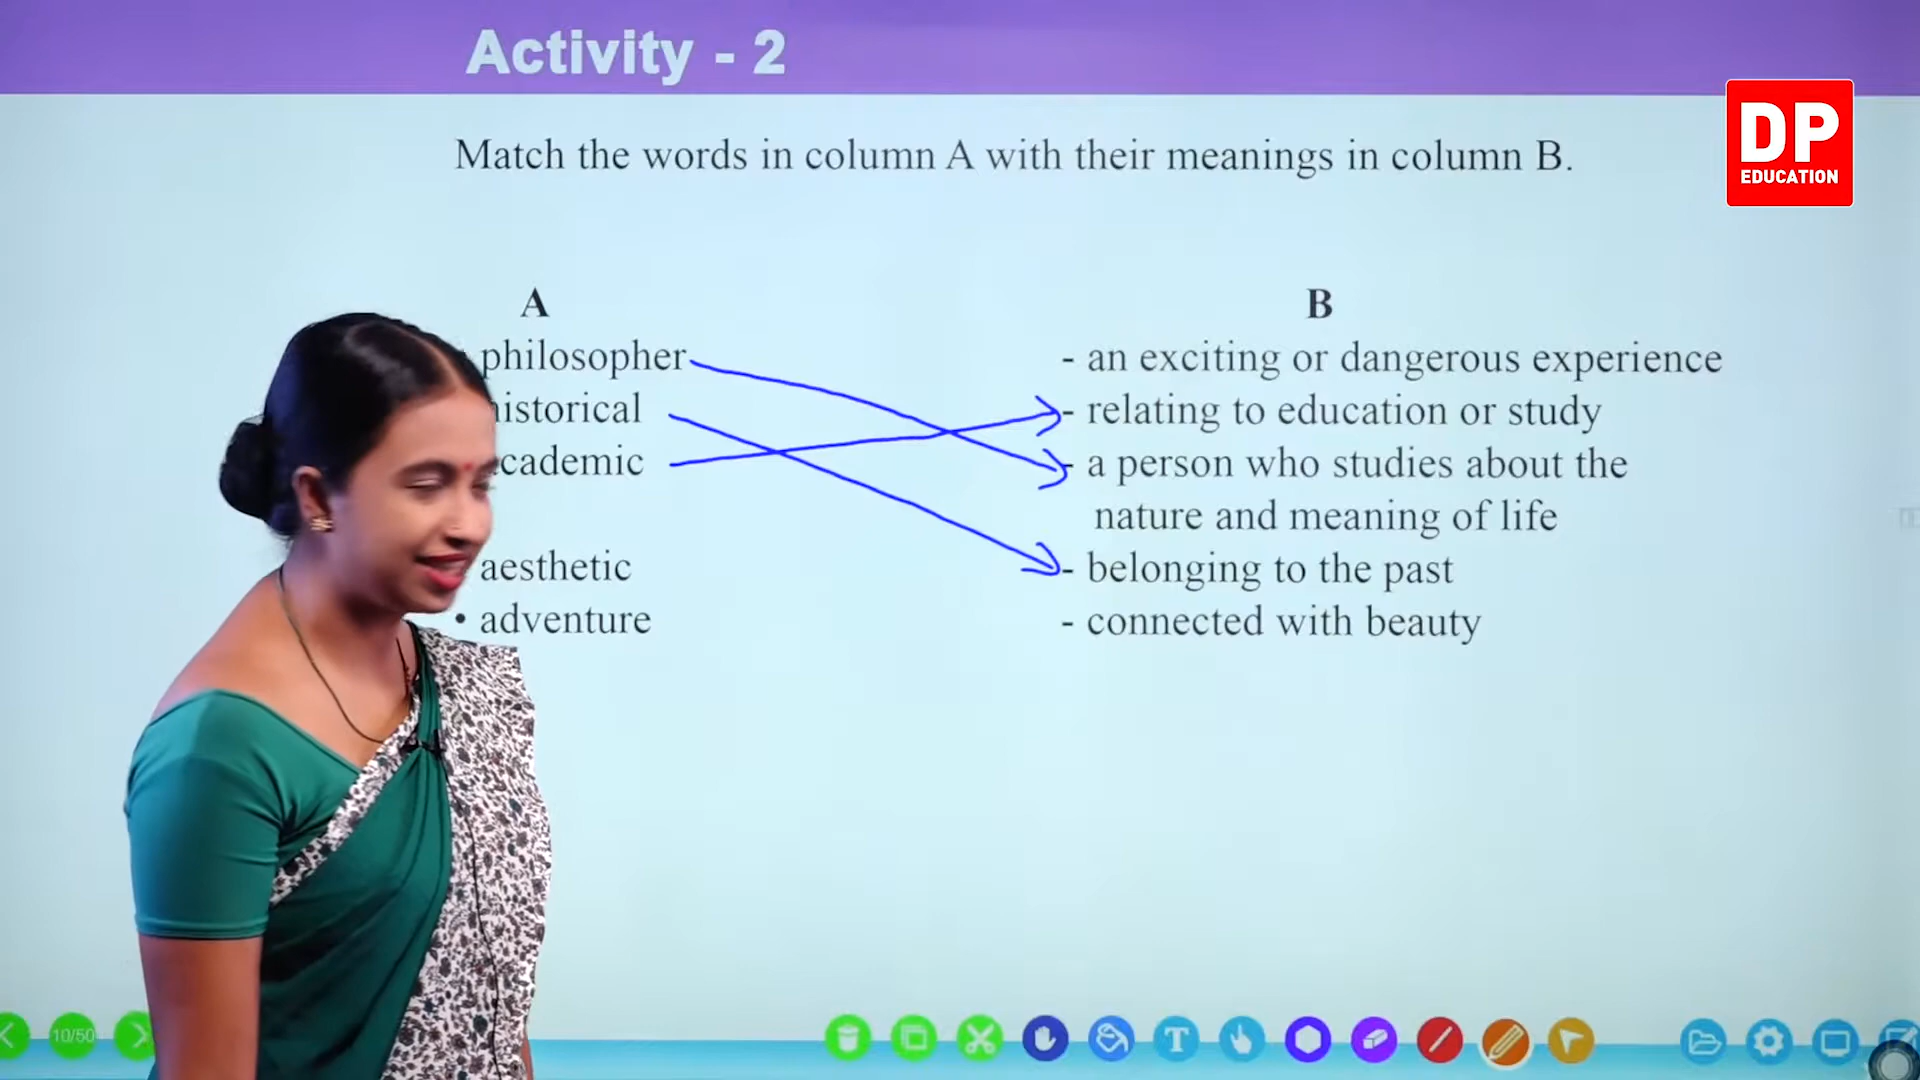 Activity - 2
DP
EDUCATION
Match the words in column A with their meanings in column B.
A
B
philosopher
- an exciting or dangerous experience
- relating to education or study
- a person who studies about the
nature and meaning of life
aesthetic
- belonging to the past
• adventure
- connected with beauty
10/50
T